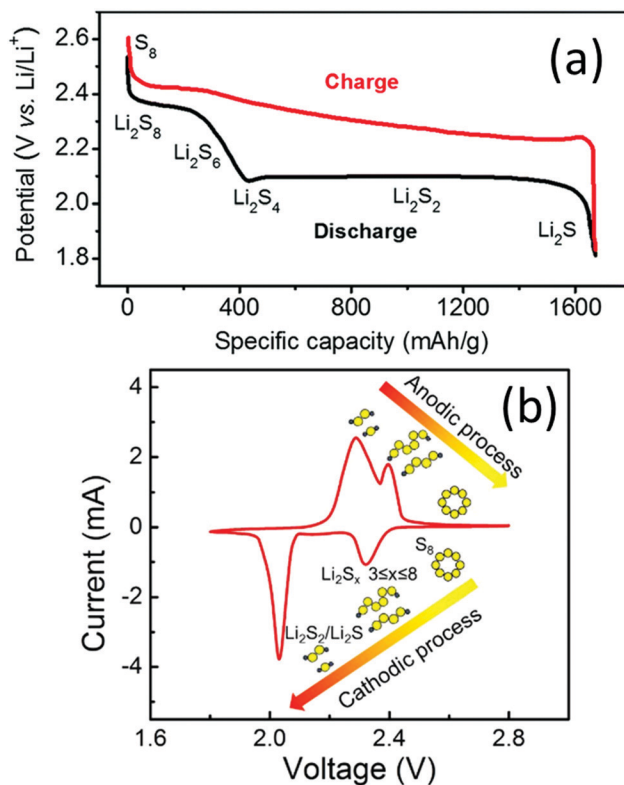 (a)
Potential (V vs. Li/Li⁺)
2.6
2.4
2.2
2.0
1.8
S₈
Charge
Li₂S₈
Li₂S₆
Li₂S₄
Li₂S₂
Li₂S
Discharge
0 400 800 1200 1600
Specific capacity (mAh/g)
(b)
Current (mA)
4
2
0
-2
-4
Anodic process
S₈
Li₂Sₓ 3≤x≤8
Li₂S₂/Li₂S
Cathodic process
1.6 2.0 2.4 2.8
Voltage (V)